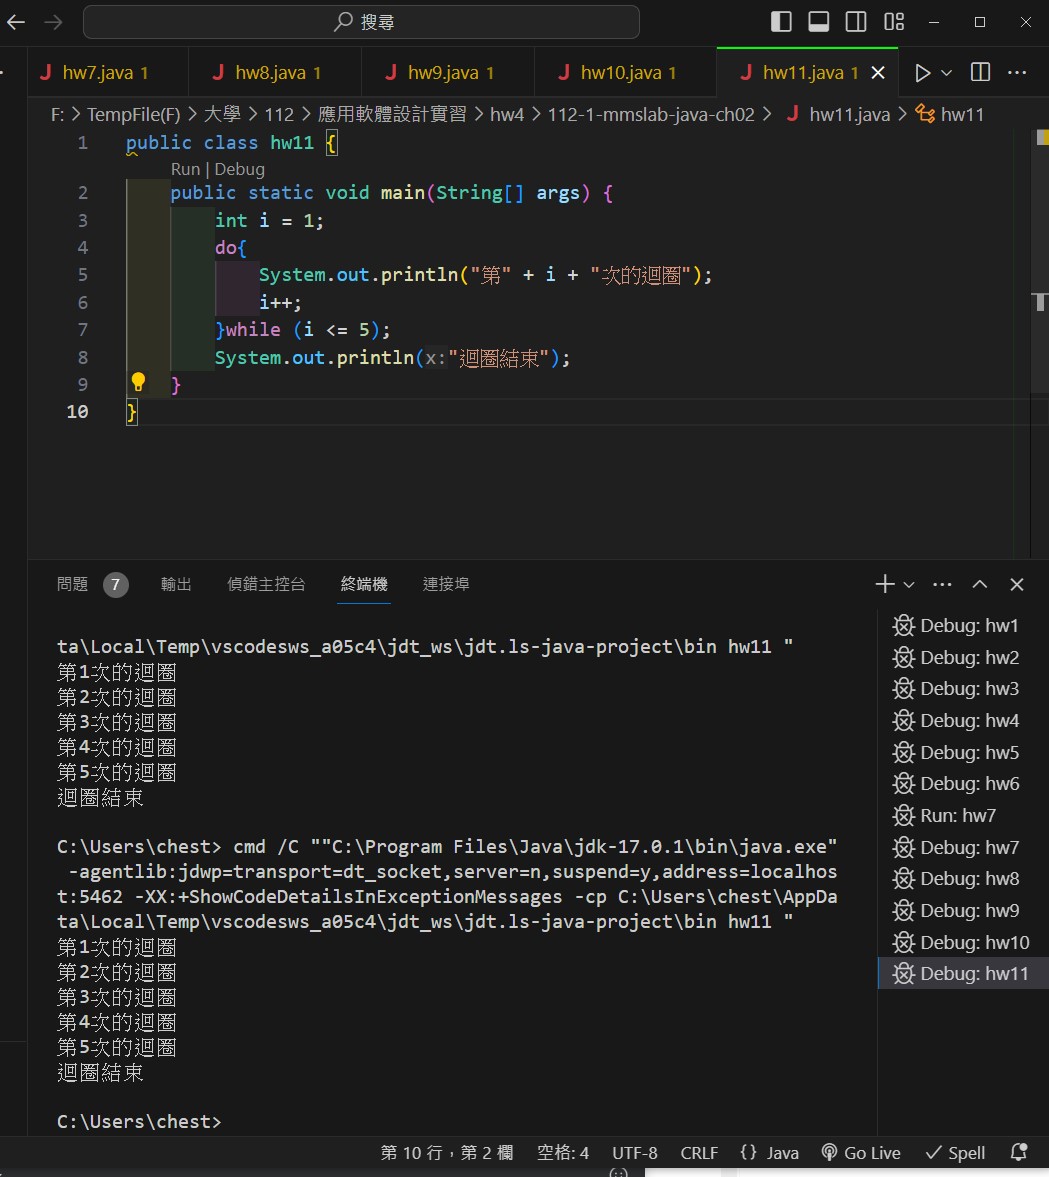 搜尋
hw7.java 1 hw8.java 1 hw9.java 1 hw10.java 1 hw11.java 1
F: > TempFile(F) > 大學 > 112 > 應用軟體設計實習 > hw4 > 112-1-mmslab-java-ch02 > hw11.java > hw11
1 public class hw11 {
Run | Debug
2 public static void main(String[] args) {
3 int i = 1;
4 do{
5 System.out.println("第" + i + "次的迴圈");
6 i++;
7 }while (i <= 5);
8 System.out.println(x:"迴圈結束");
9 }
10 }
問題 7 輸出 偵錯主控台 終端機 連接埠
ta\Local\Temp\vscodesws_a05c4\jdt_ws\jdt.ls-java-project\bin hw11 "
第1次的迴圈
第2次的迴圈
第3次的迴圈
第4次的迴圈
第5次的迴圈
迴圈結束
C:\Users\chest> cmd /C ""C:\Program Files\Java\jdk-17.0.1\bin\java.exe"
-agentlib:jdwp=transport=dt_socket,server=n,suspend=y,address=localhos
t:5462 -XX:+ShowCodeDetailsInExceptionMessages -cp C:\Users\chest\AppDa
ta\Local\Temp\vscodesws_a05c4\jdt_ws\jdt.ls-java-project\bin hw11 "
第1次的迴圈
第2次的迴圈
第3次的迴圈
第4次的迴圈
第5次的迴圈
迴圈結束
C:\Users\chest>
Debug: hw1
Debug: hw2
Debug: hw3
Debug: hw4
Debug: hw5
Debug: hw6
Run: hw7
Debug: hw7
Debug: hw8
Debug: hw9
Debug: hw10
Debug: hw11
第 10 行，第 2 欄 空格: 4 UTF-8 CRLF {} Java Go Live Spell